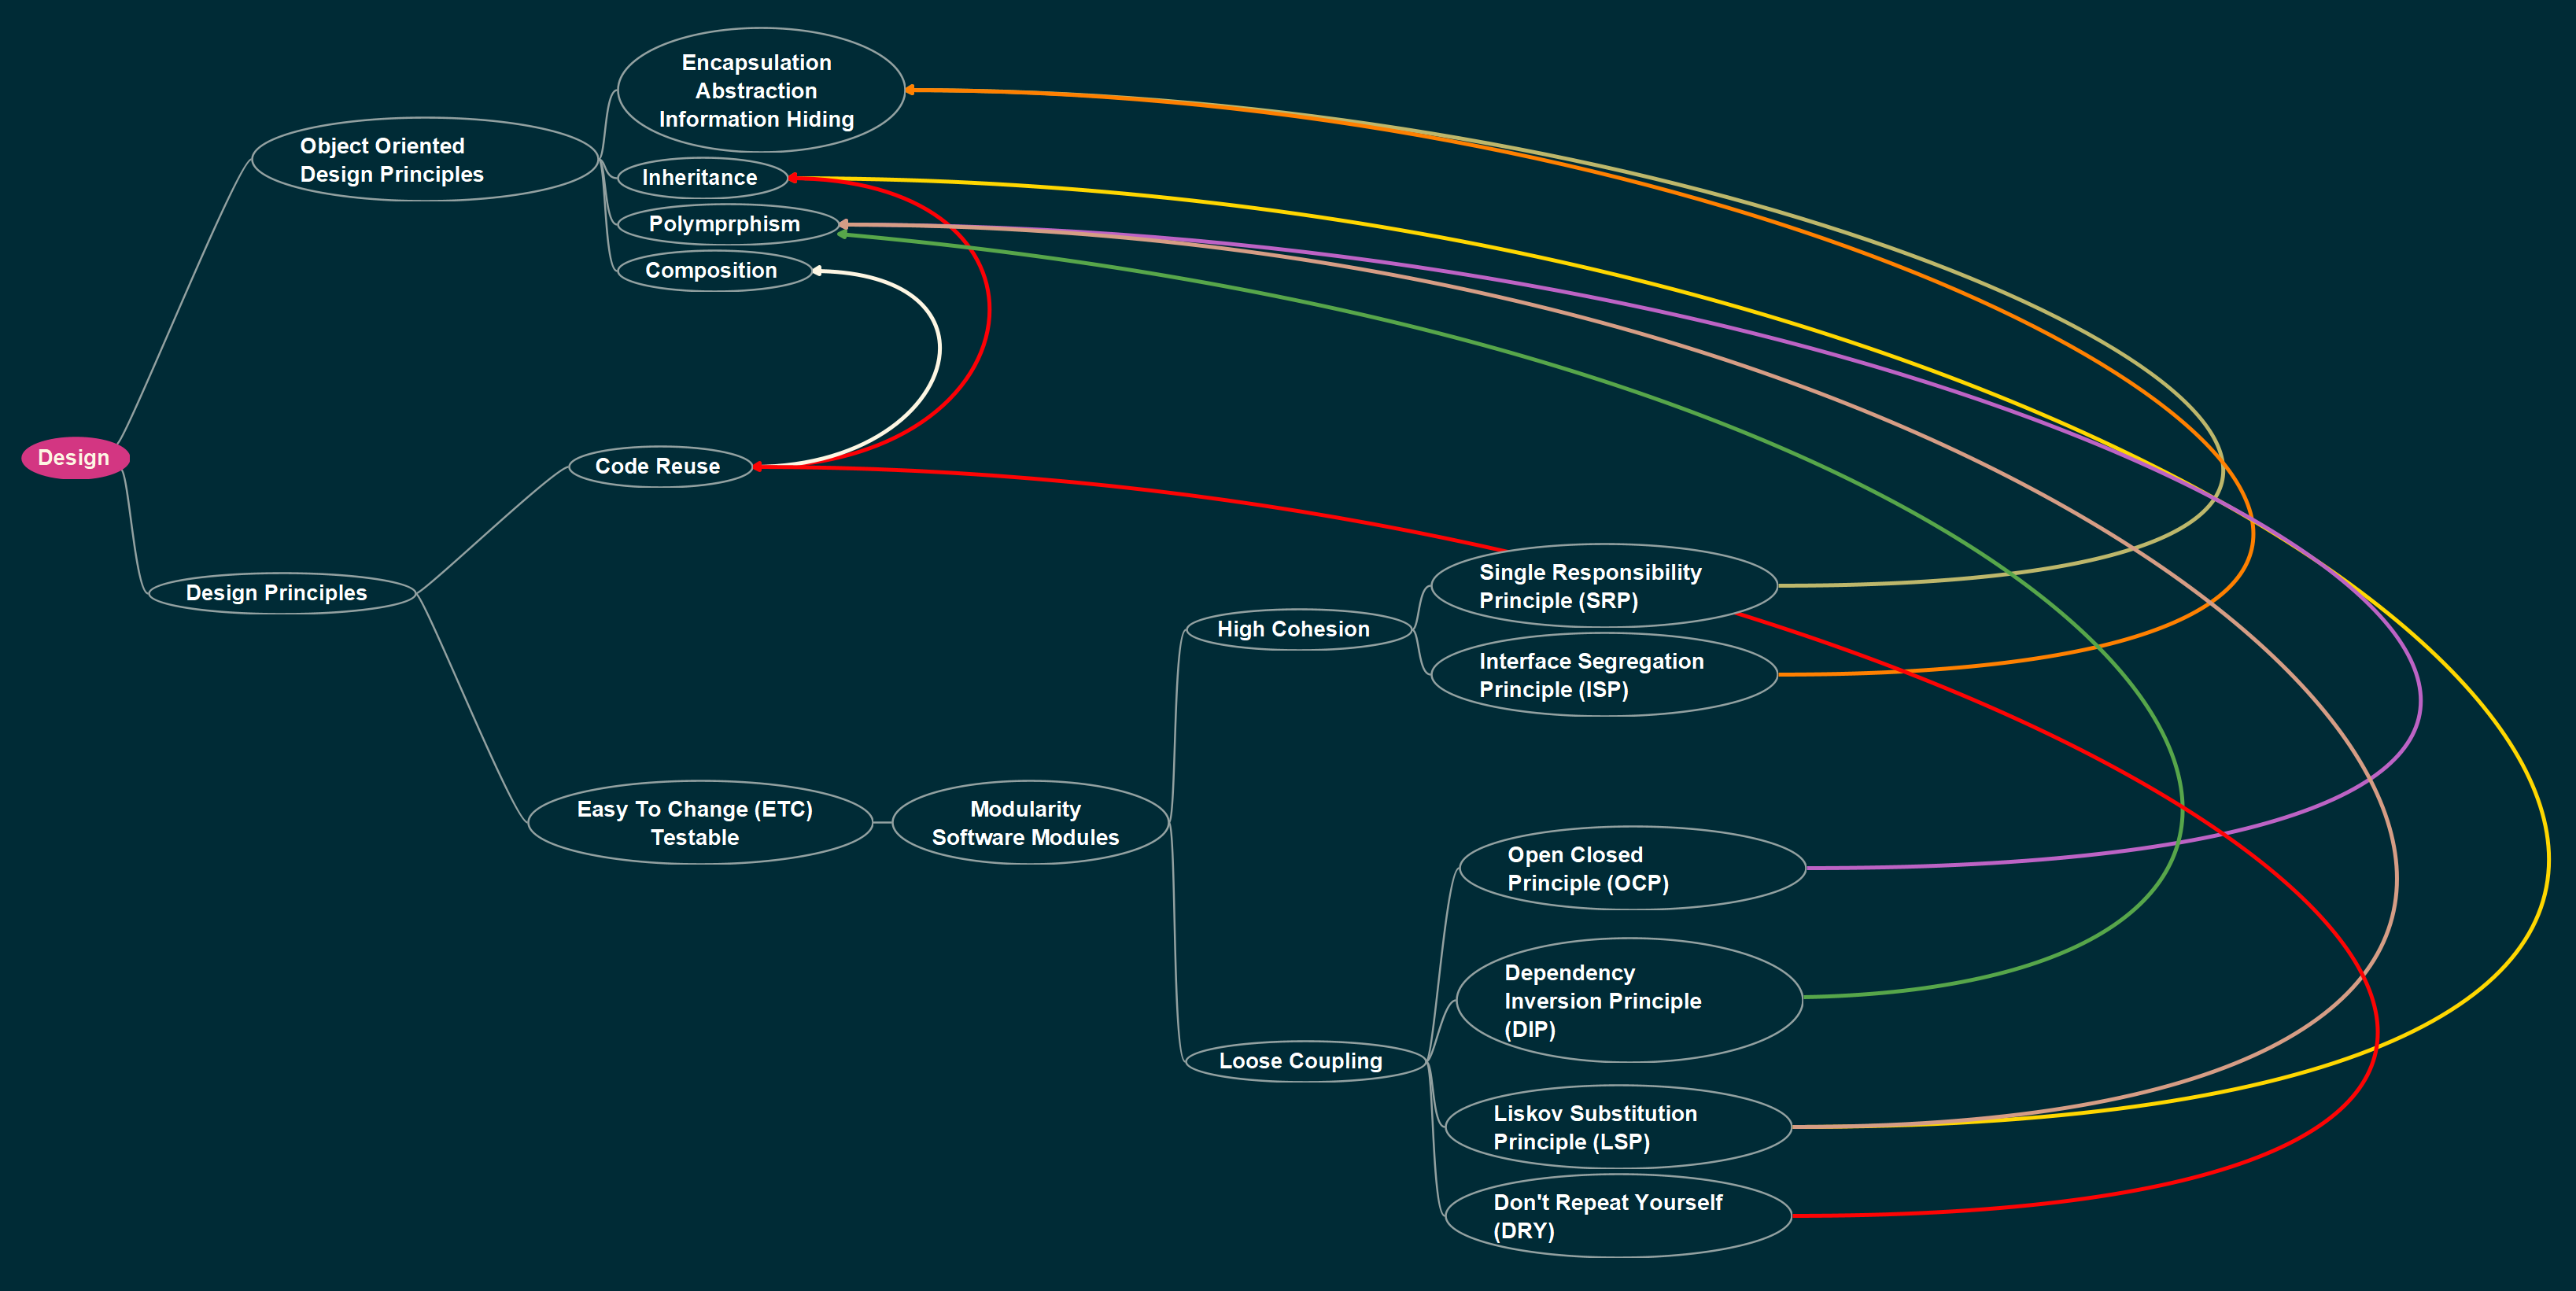 Encapsulation
Abstraction
Information Hiding
Object Oriented
Design Principles
Inheritance
Polymprphism
Composition
Design
Code Reuse
Design Principles
Single Responsibility
Principle (SRP)
High Cohesion
Interface Segregation
Principle (ISP)
Easy To Change (ETC)
Testable
Modularity
Software Modules
Open Closed
Principle (OCP)
Dependency
Inversion Principle
(DIP)
Loose Coupling
Liskov Substitution
Principle (LSP)
Don't Repeat Yourself
(DRY)